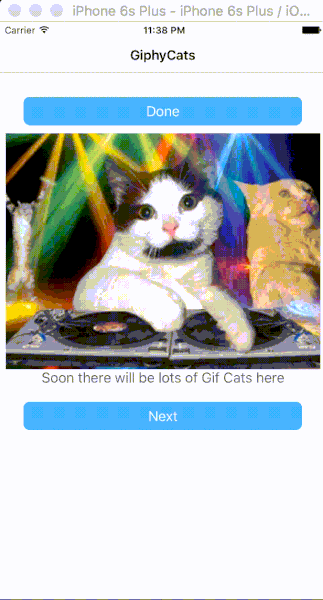 iPhone 6s Plus - iPhone 6s Plus / iO...
Carrier 11:38 PM
GiphyCats
Done
Soon there will be lots of Gif Cats here
Next